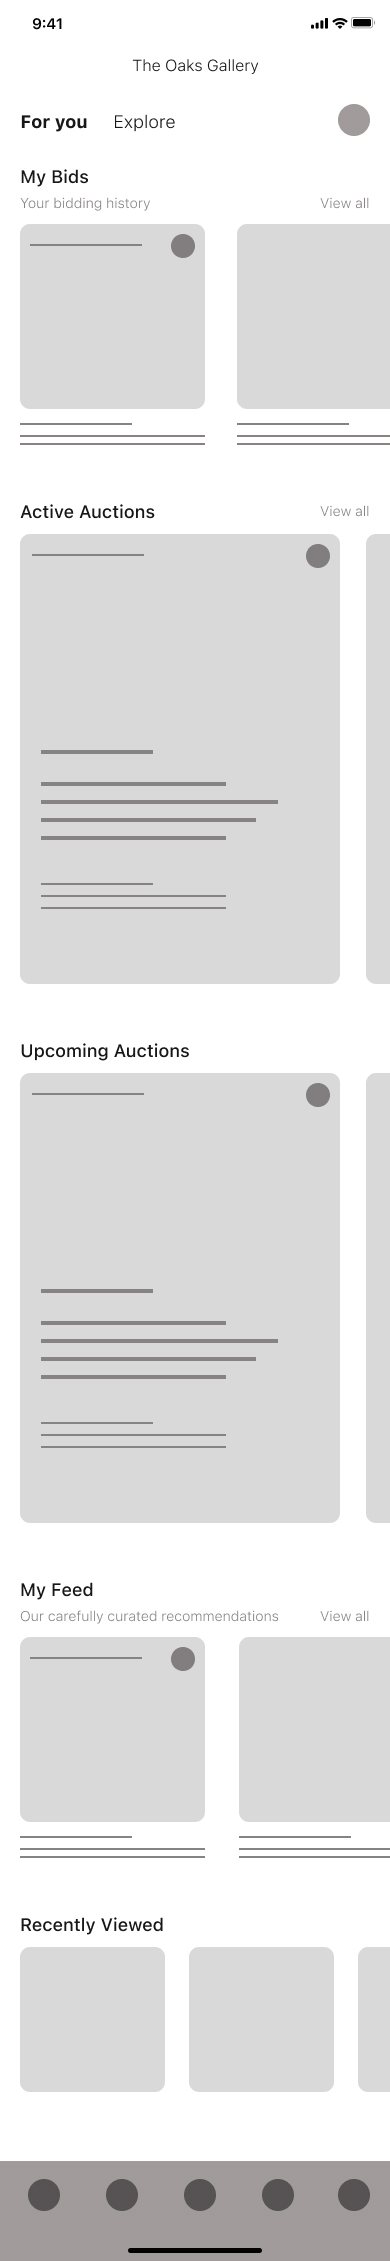 9:41
The Oaks Gallery
For you Explore
My Bids
Your bidding history View all
Active Auctions View all
Upcoming Auctions
My Feed
Our carefully curated recommendations View all
Recently Viewed